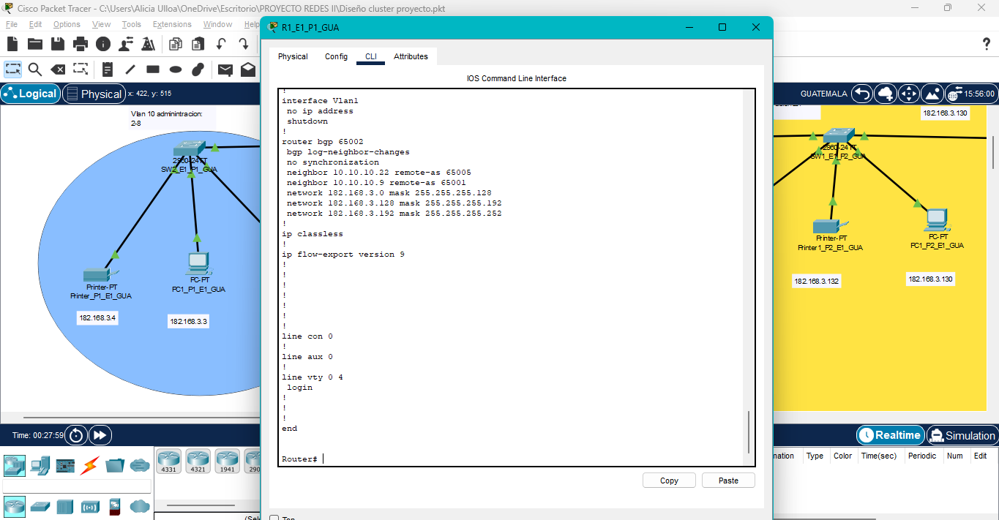 Cisco Packet Tracer - C:\Users\Alicia Ulloa\OneDrive\Escritorio\PROYECTO REDES II\Diseño cluster proyecto.pkt
File Edit Options View Tools Extensions Window Help
R1_E1_P1_GUA
Physical Config CLI Attributes
IOS Command Line Interface
Logical
Physical
x: 422, y: 515
GUATEMALA
15:56:00
Vlan 10 adminintracion:
2-8
2960-24TT
SW2_E1_P1_GUA
Printer-PT
Printer_P1_E1_GUA
182.168.3.4
PC-PT
PC1_P1_E1_GUA
182.168.3.3
!
interface Vlan1
no ip address
shutdown
!
router bgp 65002
bgp log-neighbor-changes
no synchronization
neighbor 10.10.10.22 remote-as 65005
neighbor 10.10.10.9 remote-as 65001
network 182.168.3.0 mask 255.255.255.128
network 182.168.3.128 mask 255.255.255.192
network 182.168.3.192 mask 255.255.255.252
!
ip classless
!
ip flow-export version 9
!
!
!
!
!
!
!
line con 0
!
line aux 0
!
line vty 0 4
login
!
!
!
end
Router#
Copy Paste
Top
182.168.3.130
2960-24TT
SW1_E1_P2_GUA
Printer-PT
Printer1_P2_E1_GUA
182.168.3.132
PC-PT
PC1_P2_E1_GUA
182.168.3.130
Time: 00:27:59
Realtime
Simulation
4331 4321 1941 290
nation Type Color Time(sec) Periodic Num Edit
(Sel